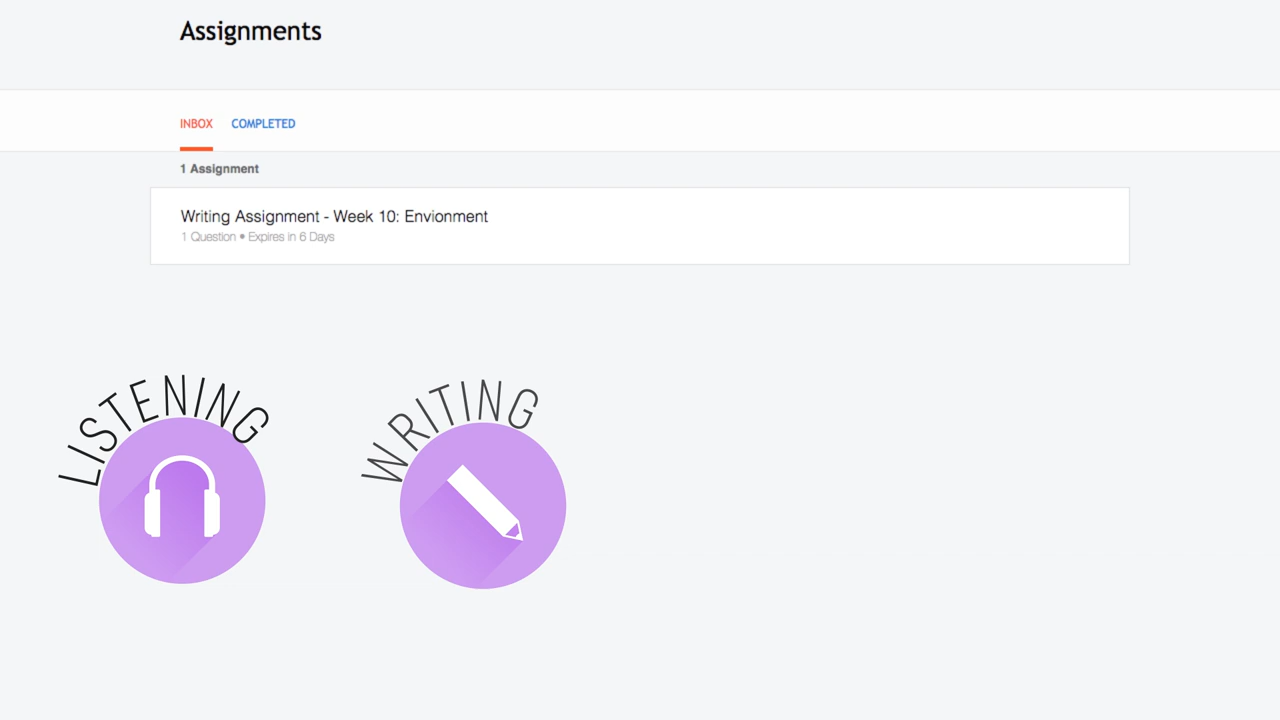 Assignments
INBOX COMPLETED
1 Assignment
Writing Assignment - Week 10: Envionment
1 Question • Expires in 6 Days
LISTENING
WRITING